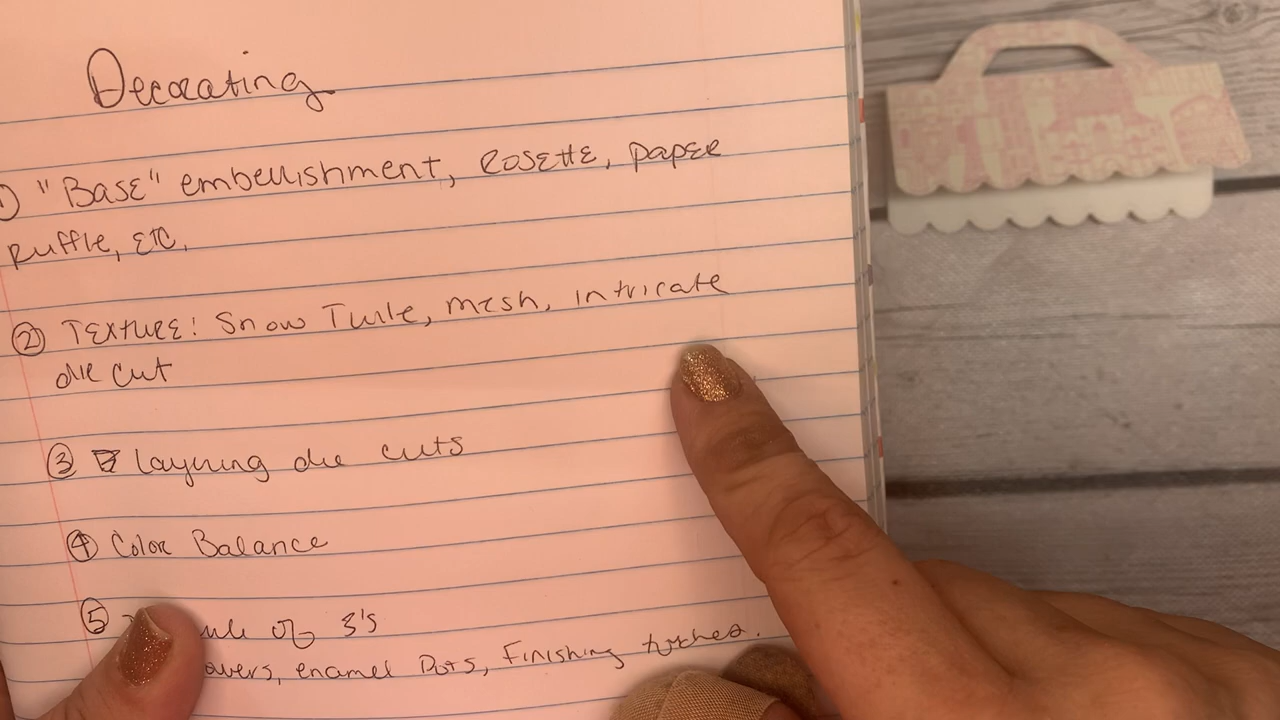 Decorating
1) "Base" embellishment, Rosette, paper
Ruffle, Etc.
② Texture! Snow Tulle, mesh, intricate
die cut
③ layering die cuts
④ Color Balance
⑤ of 3's
enamel Dots, Finishing tuches.